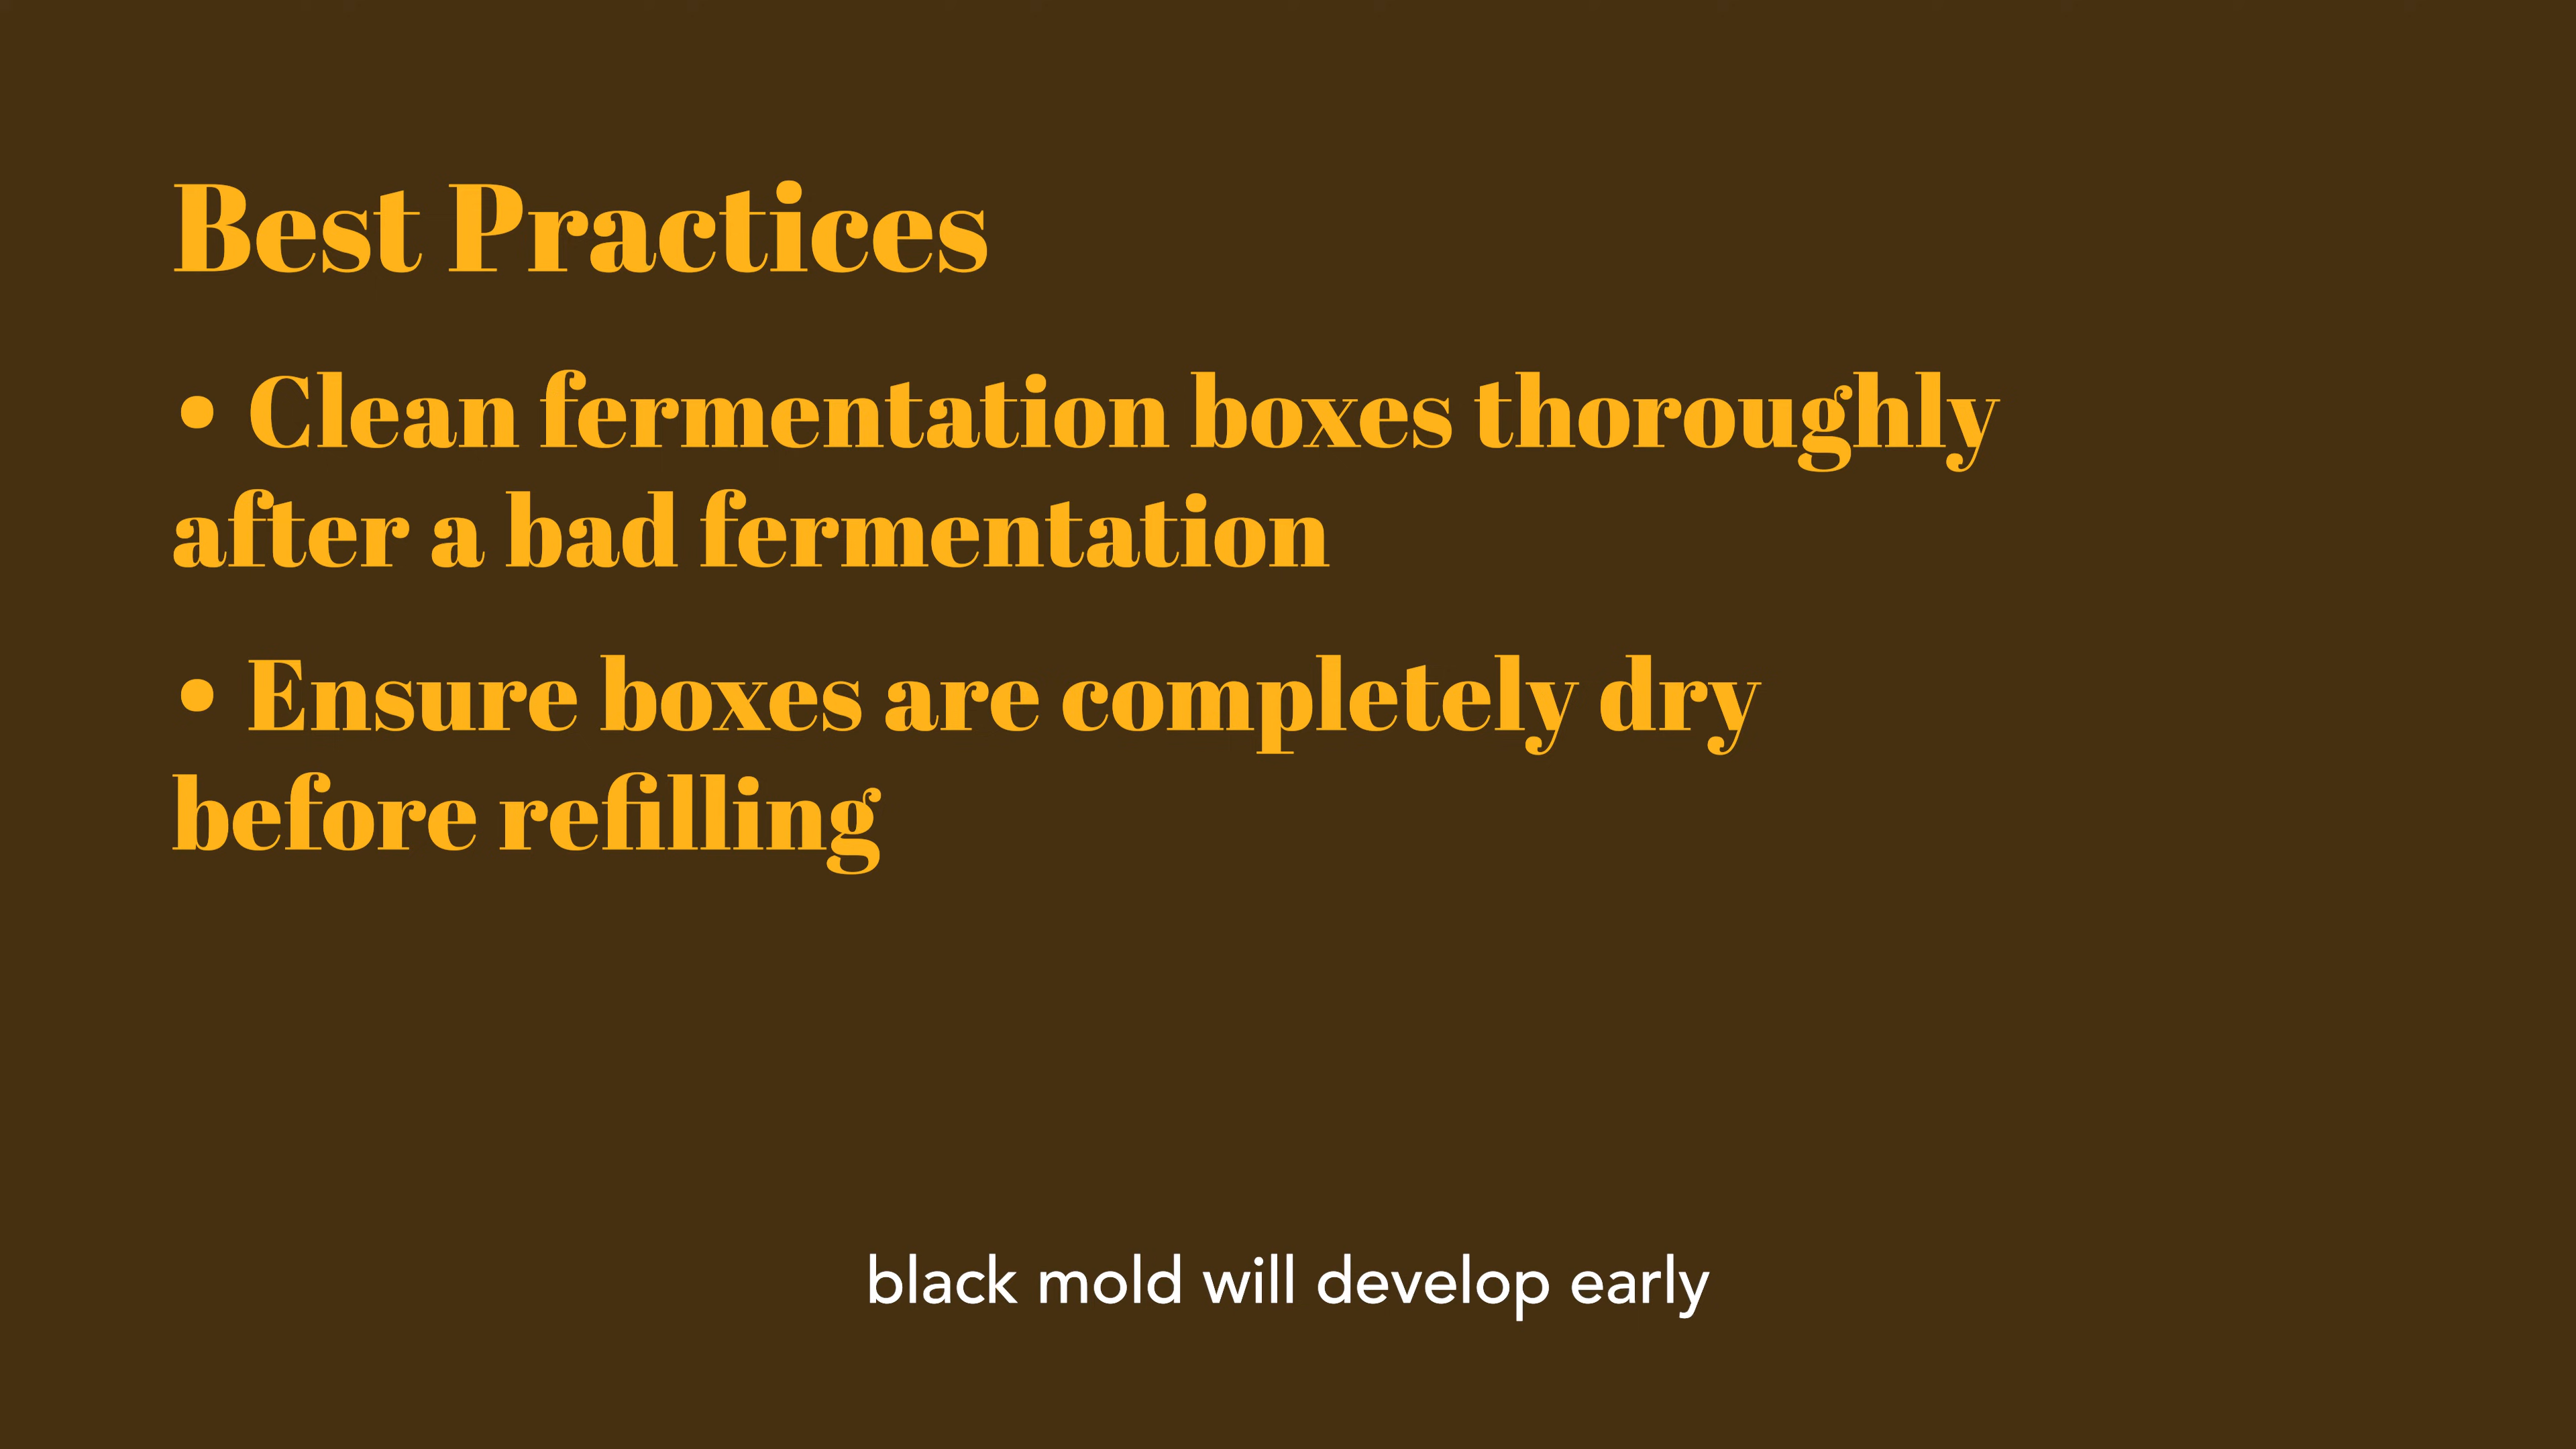 Best Practices
• Clean fermentation boxes thoroughly
after a bad fermentation
• Ensure boxes are completely dry
before refilling
black mold will develop early